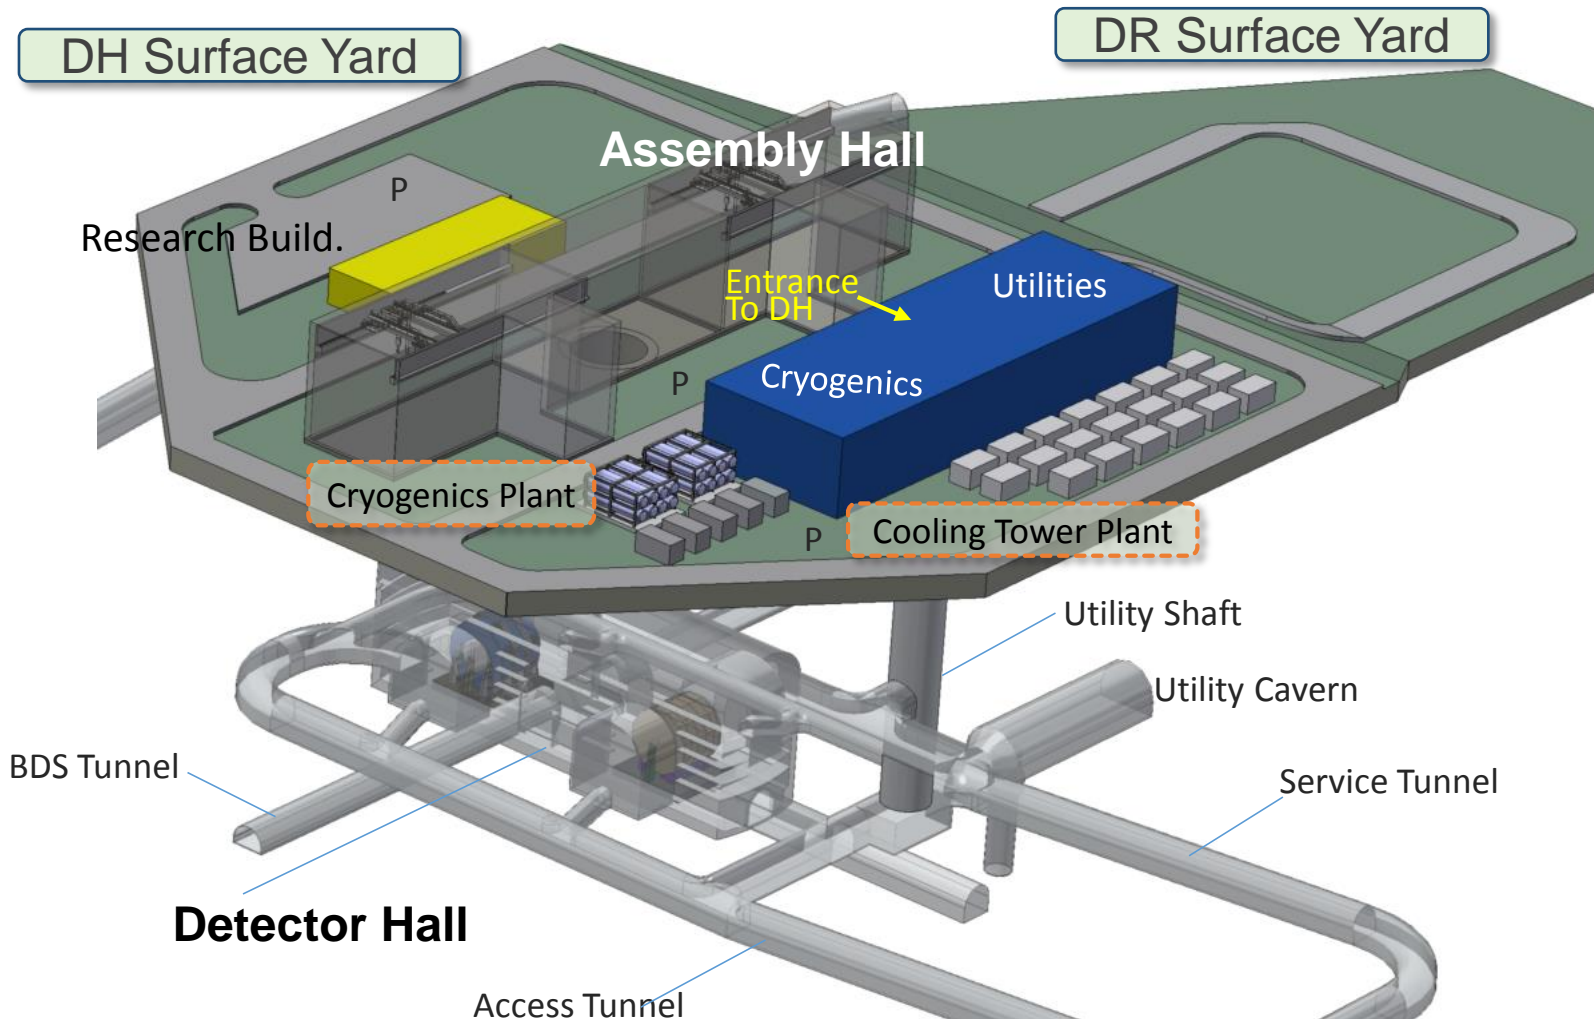 DH Surface Yard
DR Surface Yard
Assembly Hall
P
Research Build.
Entrance
To DH
Utilities
P
Cryogenics
Cryogenics Plant
P
Cooling Tower Plant
Utility Shaft
Utility Cavern
BDS Tunnel
Service Tunnel
Detector Hall
Access Tunnel